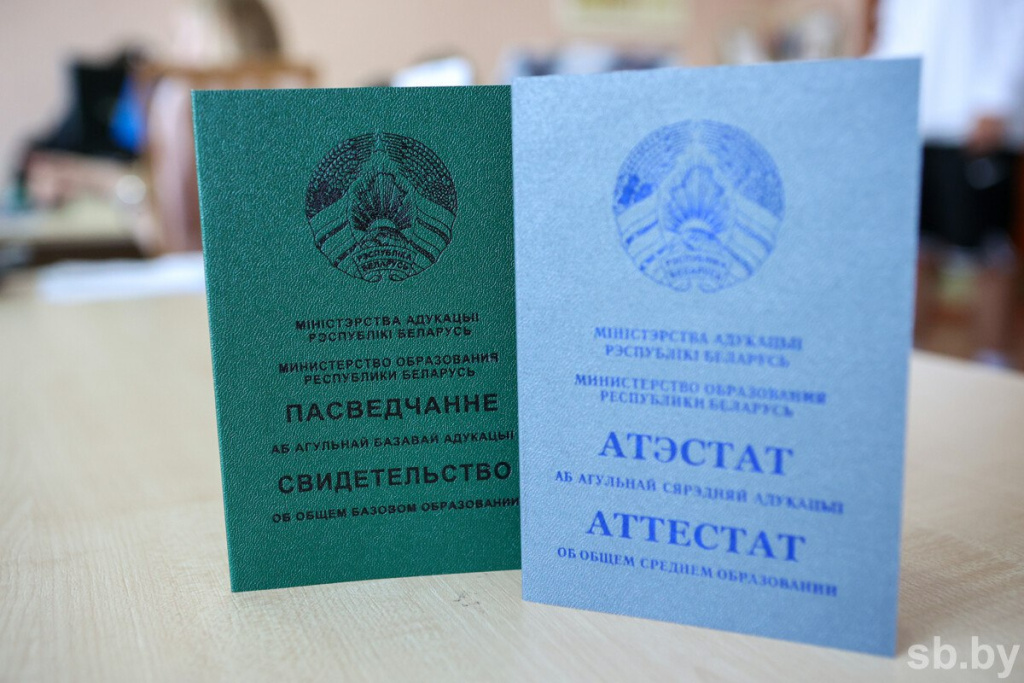 РЭСПУБЛІКА
БЕЛАРУСЬ
МІНІСТЭРСТВА АДУКАЦЫІ
РЭСПУБЛІКІ БЕЛАРУСЬ
МИНИСТЕРСТВО ОБРАЗОВАНИЯ
РЕСПУБЛИКИ БЕЛАРУСЬ
ПАСВЕДЧАННЕ
АБ АГУЛЬНАЙ БАЗАВАЙ АДУКАЦЫІ
СВИДЕТЕЛЬСТВО
ОБ ОБЩЕМ БАЗОВОМ ОБРАЗОВАНИИ
РЭСПУБЛІКА
БЕЛАРУСЬ
МІНІСТЭРСТВА АДУКАЦЫІ
РЭСПУБЛІКІ БЕЛАРУСЬ
МИНИСТЕРСТВО ОБРАЗОВАНИЯ
РЕСПУБЛИКИ БЕЛАРУСЬ
АТЭСТАТ
АБ АГУЛЬНАЙ СЯРЭДНЯЙ АДУКАЦЫІ
АТТЕСТАТ
ОБ ОБЩЕМ СРЕДНЕМ ОБРАЗОВАНИИ
sb.by